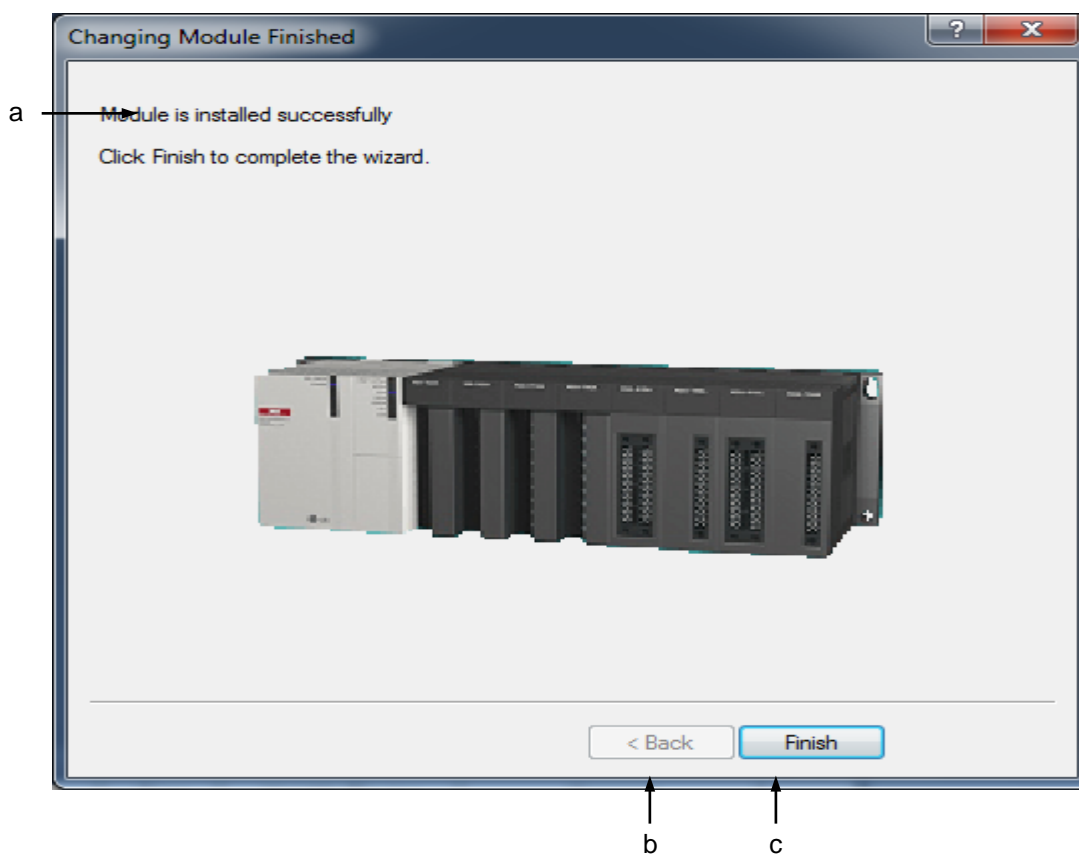 Changing Module Finished
a
Module is installed successfully
Click Finish to complete the wizard.
< Back
Finish
b
c